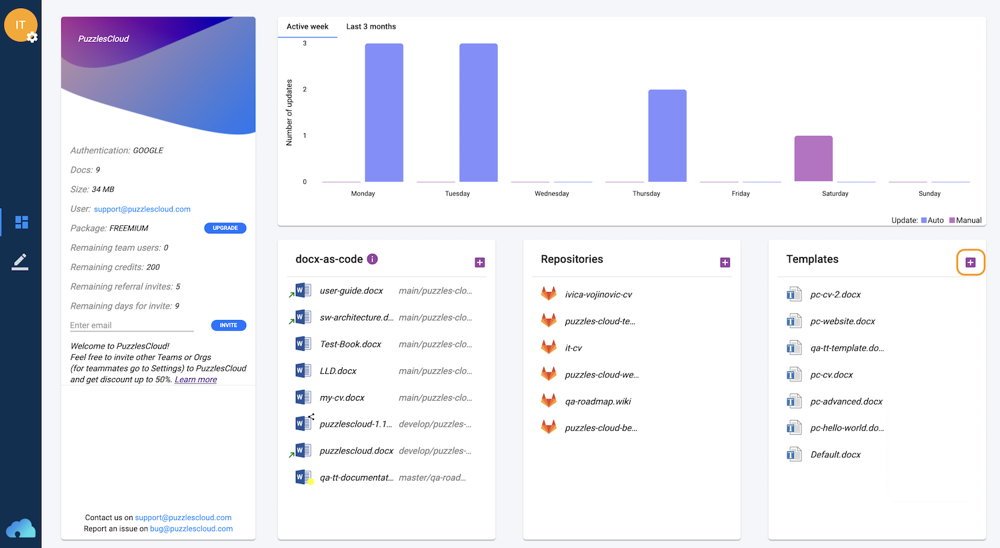 IT
PuzzlesCloud
Authentication: GOOGLE
Docs: 9
Size: 34 MB
User: support@puzzlescloud.com
Package: FREEMIUM UPGRADE
Remaining team users: 0
Remaining credits: 200
Remaining referral invites: 5
Remaining days for invite: 9
Enter email INVITE
Welcome to PuzzlesCloud!
Feel free to invite other Teams or Orgs
(for teammates go to Settings) to PuzzlesCloud
and get discount up to 50%. Learn more
Contact us on support@puzzlescloud.com
Report an issue on bug@puzzlescloud.com
Active week Last 3 months
Number of updates
3
2
1
0
Monday Tuesday Wednesday Thursday Friday Saturday Sunday
Update: Auto Manual
docx-as-code i
user-guide.docx main/puzzles-clo...
sw-architecture.d... main/puzzles-clo...
Test-Book.docx main/puzzles-clo...
LLD.docx main/puzzles-clo...
my-cv.docx main/puzzles-clo...
puzzlescloud-1.1... develop/puzzles-...
puzzlescloud.docx develop/puzzles-...
qa-tt-documentat... master/qa-road...
Repositories
ivica-vojinovic-cv
puzzles-cloud-te...
it-cv
puzzles-cloud-we...
qa-roadmap.wiki
puzzles-cloud-be...
Templates
pc-cv-2.docx
pc-website.docx
qa-tt-template.do...
pc-cv.docx
pc-advanced.docx
pc-hello-world.do...
Default.docx